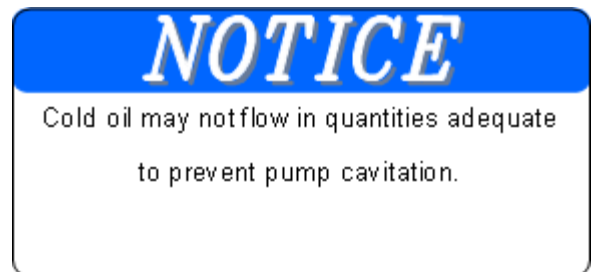 NOTICE
Cold oil may not flow in quantities adequate
to prevent pump cavitation.